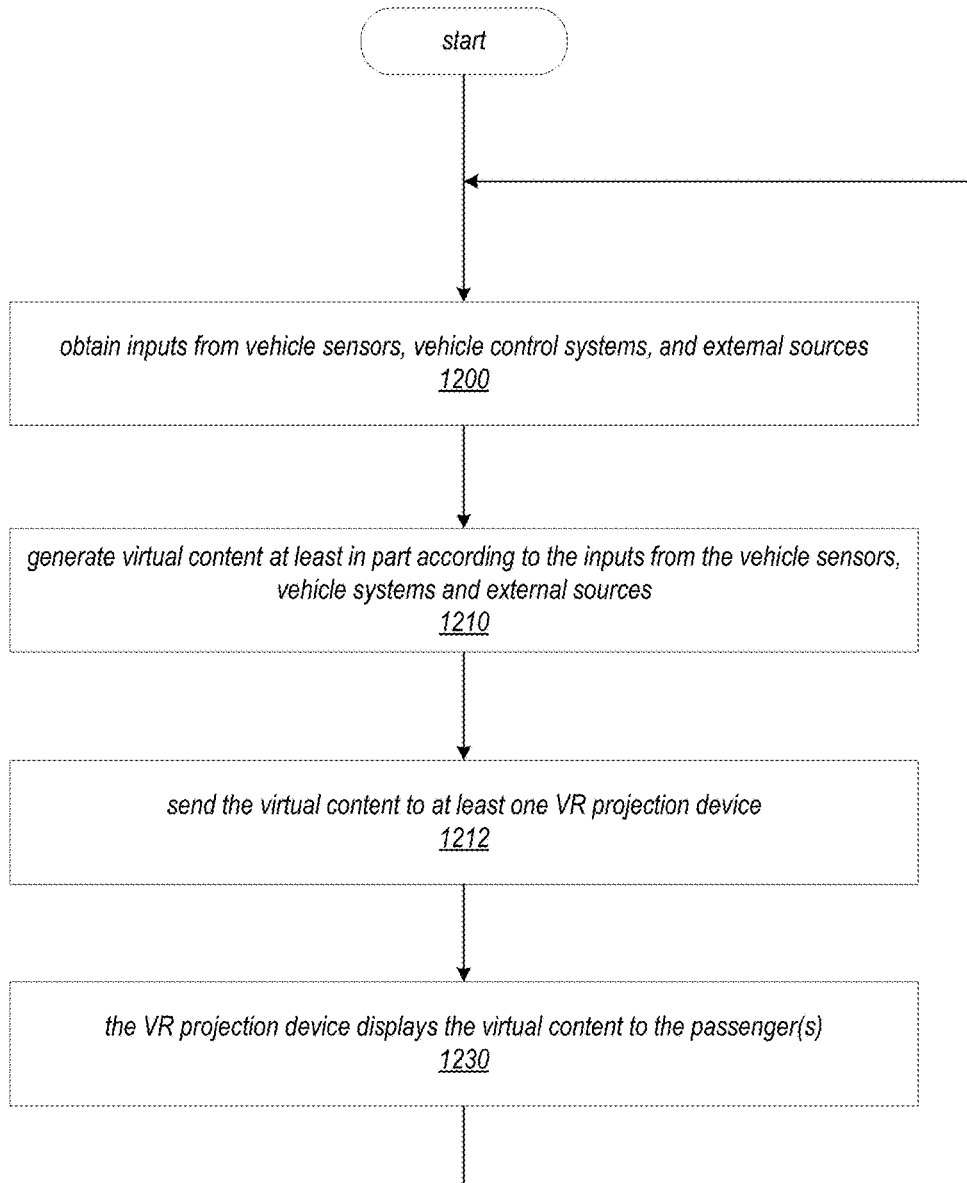 start
obtain inputs from vehicle sensors, vehicle control systems, and external sources
1200
generate virtual content at least in part according to the inputs from the vehicle sensors,
vehicle systems and external sources
1210
send the virtual content to at least one VR projection device
1212
the VR projection device displays the virtual content to the passenger(s)
1230